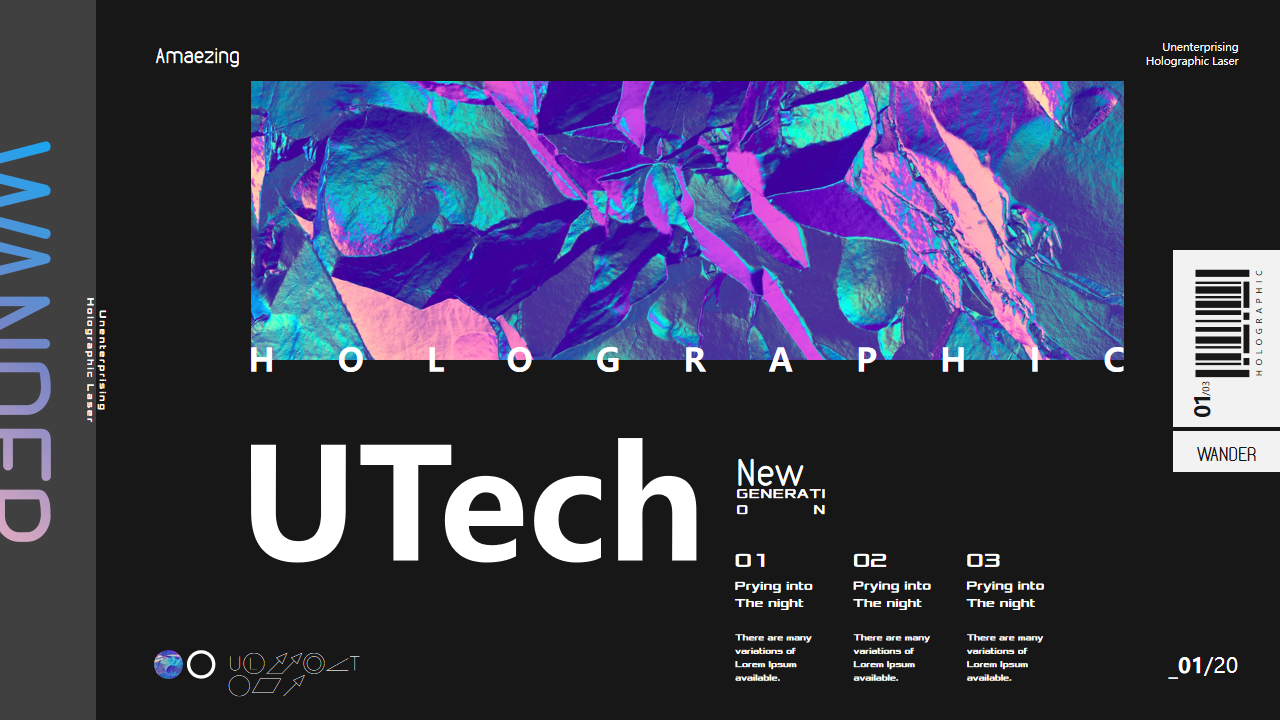 Amaezing
Unenterprising
Holographic Laser
WANDER
Unenterprising
Holographic Laser
HOLOGRAPHIC
HOLOGRAPHIC
01/03
WANDER
UTech
New
GENERATI
O N
01
Prying into
The night
There are many
variations of
Lorem Ipsum
available.
02
Prying into
The night
There are many
variations of
Lorem Ipsum
available.
03
Prying into
The night
There are many
variations of
Lorem Ipsum
available.
_01/20